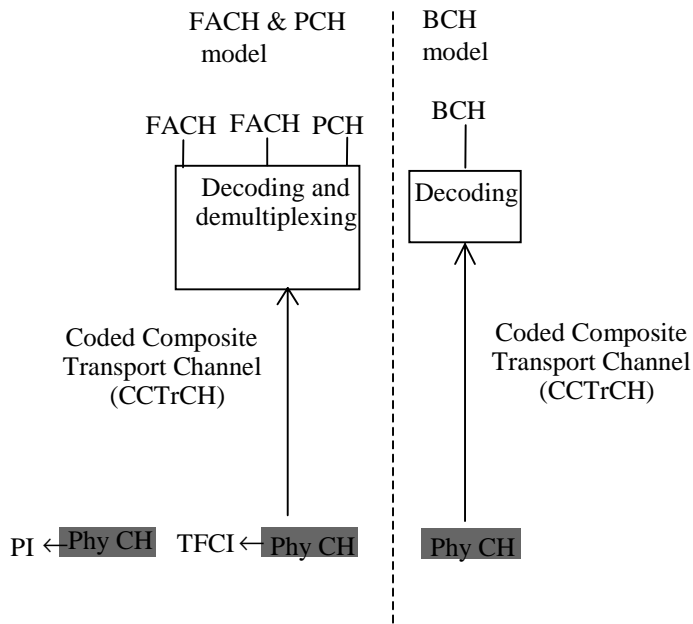 FACH & PCH
model
BCH
model
FACH FACH PCH
BCH
Decoding and
demultiplexing
Decoding
Coded Composite
Transport Channel
(CCTrCH)
Coded Composite
Transport Channel
(CCTrCH)
PI ← Phy CH
TFCI ← Phy CH
Phy CH